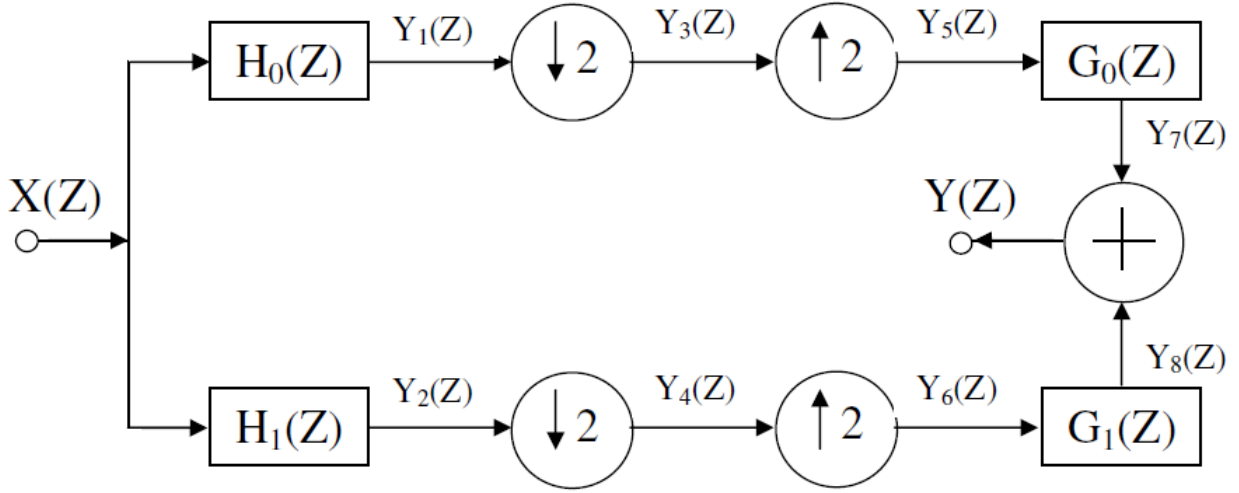 H₀(Z) Y₁(Z) ↓ 2 Y₃(Z) ↑ 2 Y₅(Z) G₀(Z)
Y₇(Z)
X(Z) Y(Z) +
Y₈(Z)
H₁(Z) Y₂(Z) ↓ 2 Y₄(Z) ↑ 2 Y₆(Z) G₁(Z)